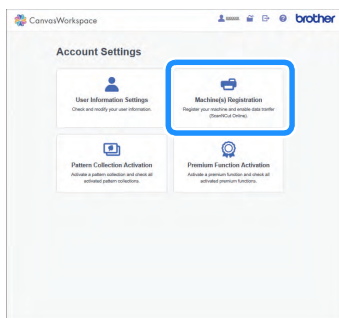 CanvasWorkspace
brother
Account Settings
User Information Settings
Check and modify your user information.
Machine(s) Registration
Register your machine and enable data transfer
(ScanNCut Online).
Pattern Collection Activation
Activate a pattern collection and check all
activated pattern collections.
Premium Function Activation
Activate a premium function and check all
activated premium functions.